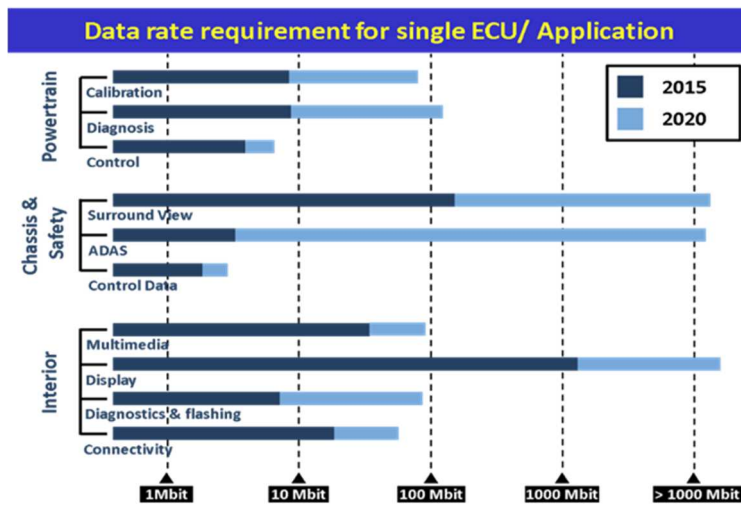 Data rate requirement for single ECU/ Application
2015
2020
Powertrain
Calibration
Diagnosis
Control
Chassis &
Safety
Surround View
ADAS
Control Data
Interior
Multimedia
Display
Diagnostics & flashing
Connectivity
1Mbit
10 Mbit
100 Mbit
1000 Mbit
> 1000 Mbit